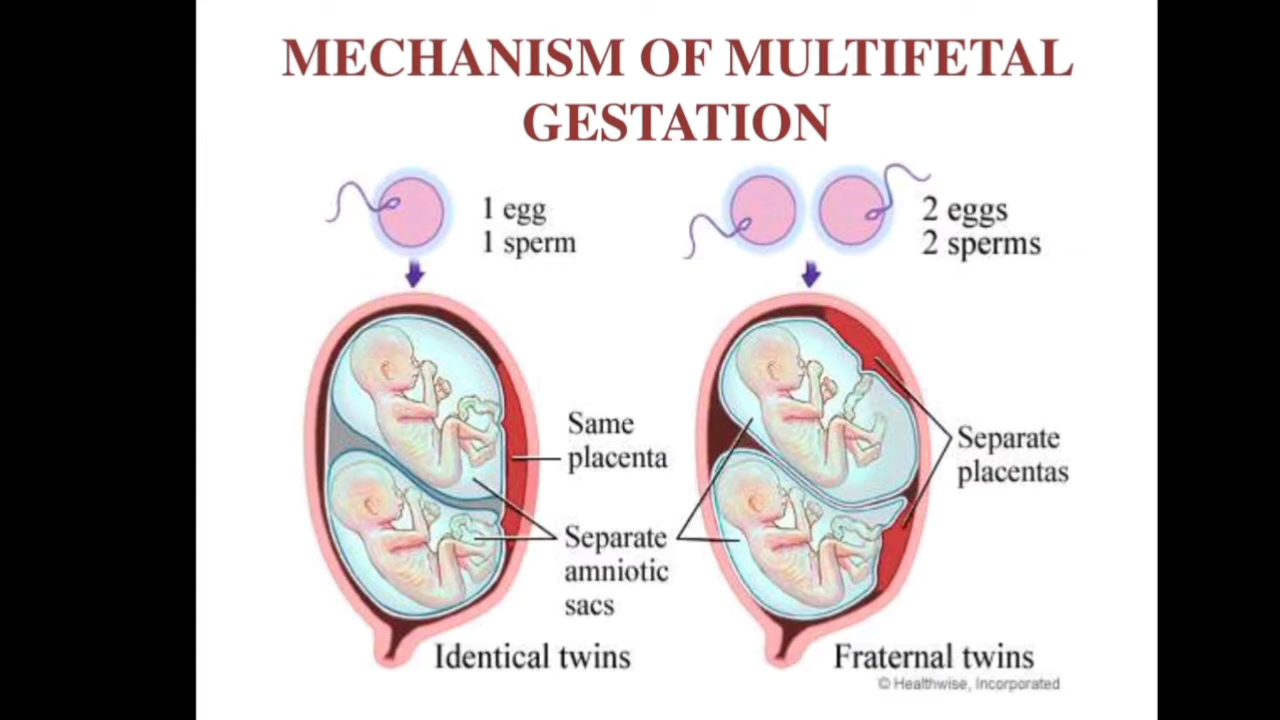 MECHANISM OF MULTIFETAL
GESTATION
1 egg
1 sperm
2 eggs
2 sperms
Same
placenta
Separate
placentas
Separate
amniotic
sacs
Identical twins
Fraternal twins
© Healthwise, Incorporated